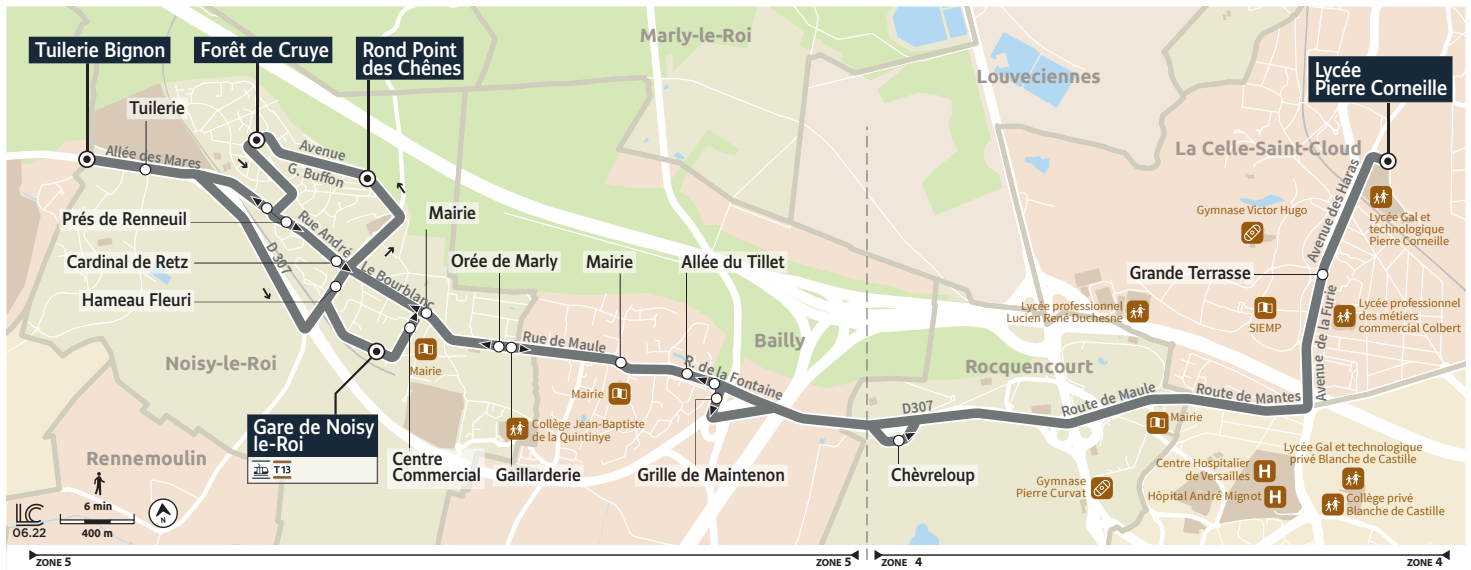 Tuilerie Bignon
Forêt de Cruye
Rond Point
des Chênes
Marly-le-Roi
Louveciennes
Lycée
Pierre Corneille
Tuilerie
Allée des Mares
Avenue
G. Buffon
La Celle-Saint-Cloud
Avenue des Haras
Prés de Renneuil
Rue André Le Bourblanc
Mairie
Gymnase Victor Hugo
Lycée Gal et
technologique
Pierre Corneille
Cardinal de Retz
D 307
Orée de Marly
Mairie
Allée du Tillet
Grande Terrasse
Hameau Fleuri
Lycée professionnel
Lucien René Duchesne
SIEMP
Avenue de la Furie
Lycée professionnel
des métiers
commercial Colbert
Noisy-le-Roi
Mairie
Rue de Maule
R. de la Fontaine
Bailly
Rocquencourt
Mairie
D307
Route de Maule
Route de Mantes
Mairie
Gare de Noisy
le-Roi
T13
Collège Jean-Baptiste
de la Quintinye
Rennemoulin
Centre
Commercial
Gaillarderie
Grille de Maintenon
Chèvreloup
Gymnase
Pierre Curvat
Centre Hospitalier
de Versailles
H
Hôpital André Mignot
H
Lycée Gal et technologique
privé Blanche de Castille
Collège privé
Blanche de Castille
LC
06.22
6 min
400 m
N
ZONE 5
ZONE 5
ZONE 4
ZONE 4